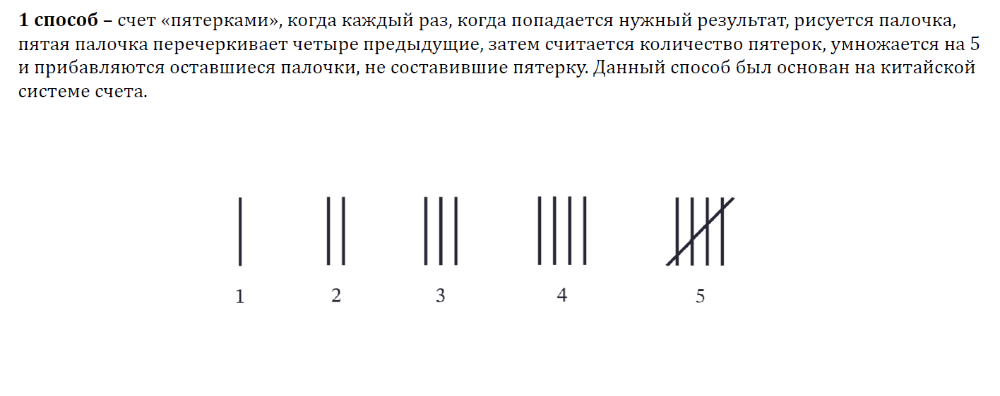 1 способ – счет «пятерками», когда каждый раз, когда попадается нужный результат, рисуется палочка,
пятая палочка перечеркивает четыре предыдущие, затем считается количество пятерок, умножается на 5
и прибавляются оставшиеся палочки, не составившие пятерку. Данный способ был основан на китайской
системе счета.
1 2 3 4 5